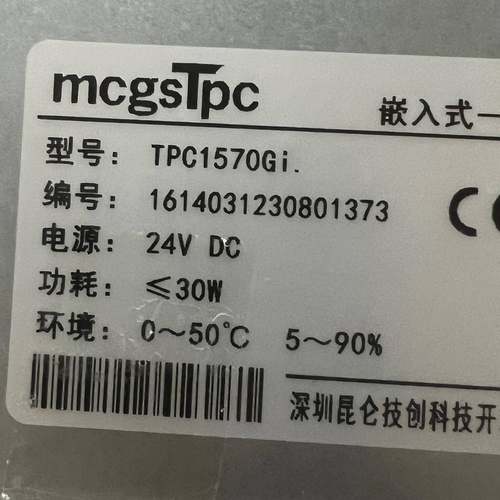 mcgsTpc
嵌入式一
型号： TPC1570Gi.
编号： 1614031230801373
电源： 24V DC
功耗： ≤30W
环境： 0～50℃ 5～90%
CE
深圳昆仑技创科技开